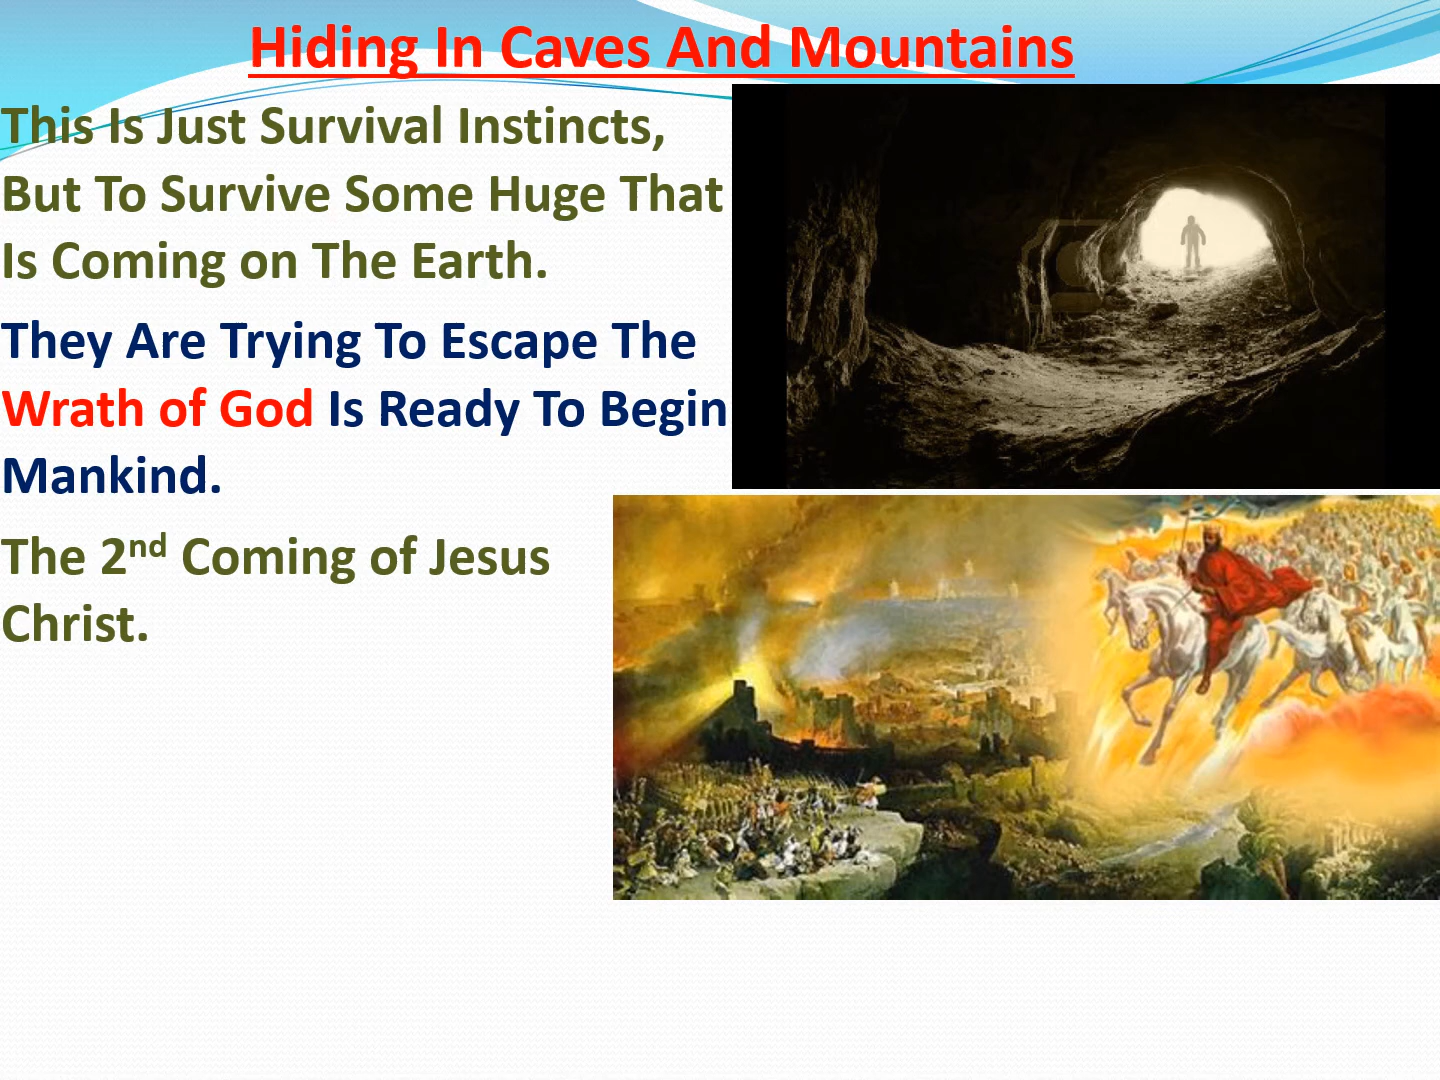 Hiding In Caves And Mountains
This Is Just Survival Instincts,
But To Survive Some Huge That
Is Coming on The Earth.
They Are Trying To Escape The
Wrath of God Is Ready To Begin
Mankind.
The 2nd Coming of Jesus
Christ.